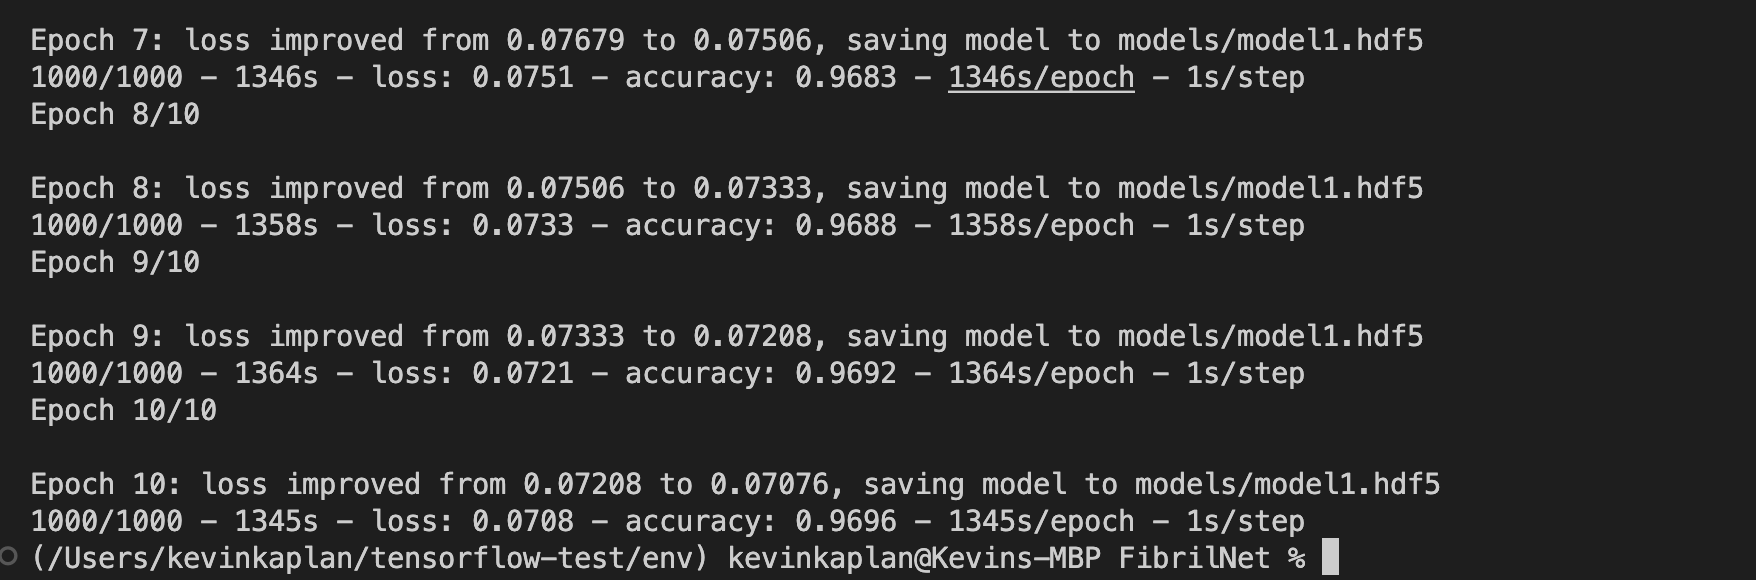 Epoch 7: loss improved from 0.07679 to 0.07506, saving model to models/model1.hdf5
1000/1000 - 1346s - loss: 0.0751 - accuracy: 0.9683 - 1346s/epoch - 1s/step
Epoch 8/10
Epoch 8: loss improved from 0.07506 to 0.07333, saving model to models/model1.hdf5
1000/1000 - 1358s - loss: 0.0733 - accuracy: 0.9688 - 1358s/epoch - 1s/step
Epoch 9/10
Epoch 9: loss improved from 0.07333 to 0.07208, saving model to models/model1.hdf5
1000/1000 - 1364s - loss: 0.0721 - accuracy: 0.9692 - 1364s/epoch - 1s/step
Epoch 10/10
Epoch 10: loss improved from 0.07208 to 0.07076, saving model to models/model1.hdf5
1000/1000 - 1345s - loss: 0.0708 - accuracy: 0.9696 - 1345s/epoch - 1s/step
(/Users/kevinkaplan/tensorflow-test/env) kevinkaplan@Kevins-MBP FibrilNet %